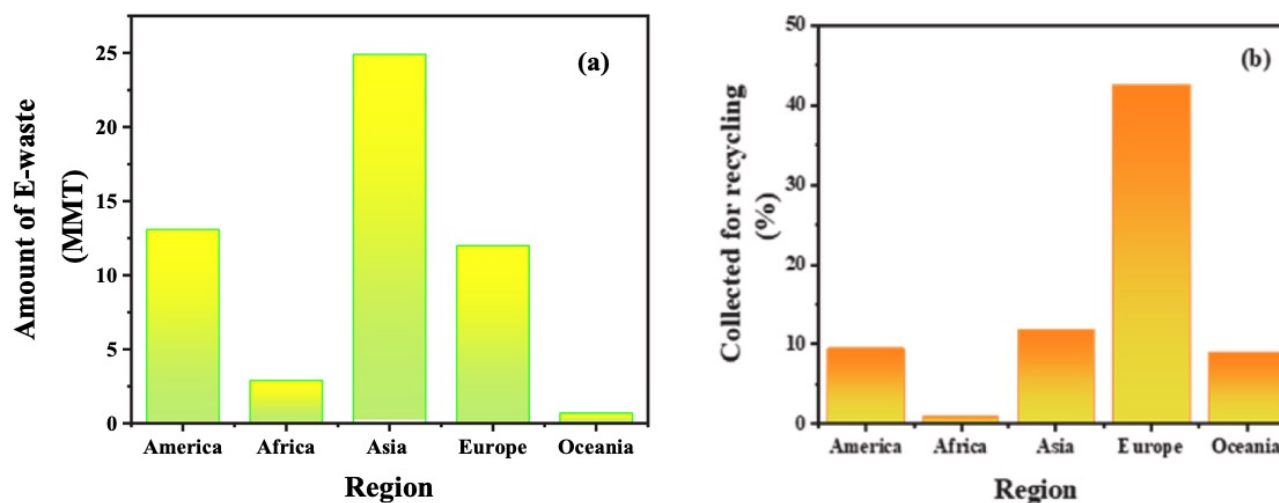 (a)
Amount of E-waste
(MMT)
25
20
15
10
5
0
America Africa Asia Europe Oceania
Region
(b)
Collected for recycling
(%)
50
40
30
20
10
0
America Africa Asia Europe Oceania
Region